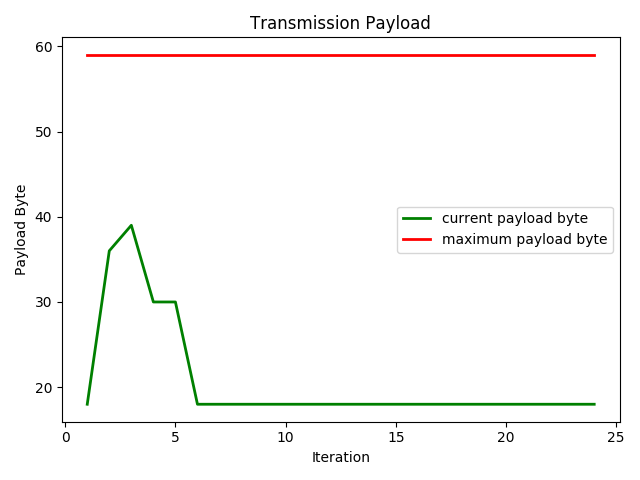 Transmission Payload
60
50
40
30
20
Payload Byte
current payload byte
maximum payload byte
0 5 10 15 20 25
Iteration